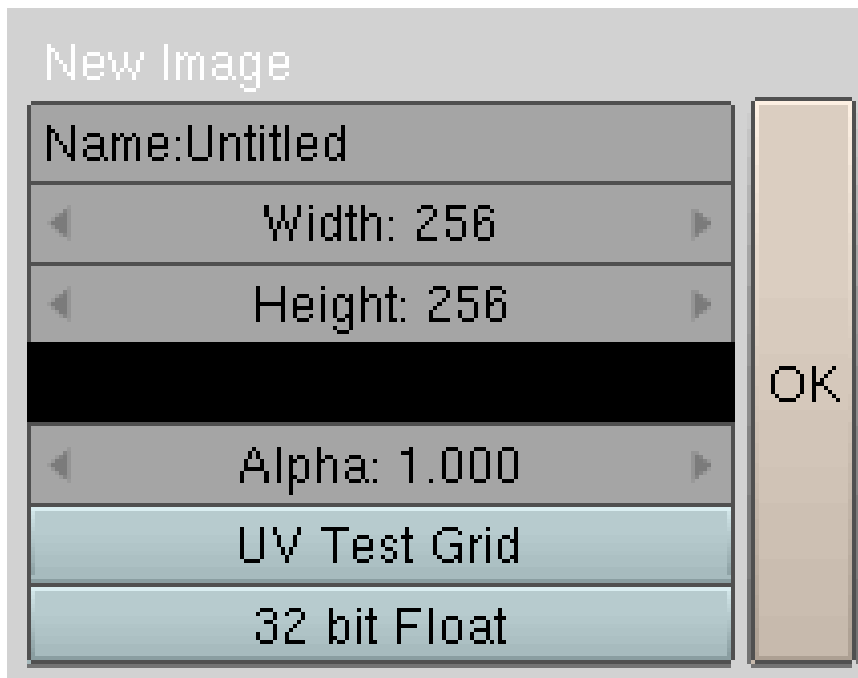 New Image
Name:Untitled
Width: 256
Height: 256
OK
Alpha: 1.000
UV Test Grid
32 bit Float